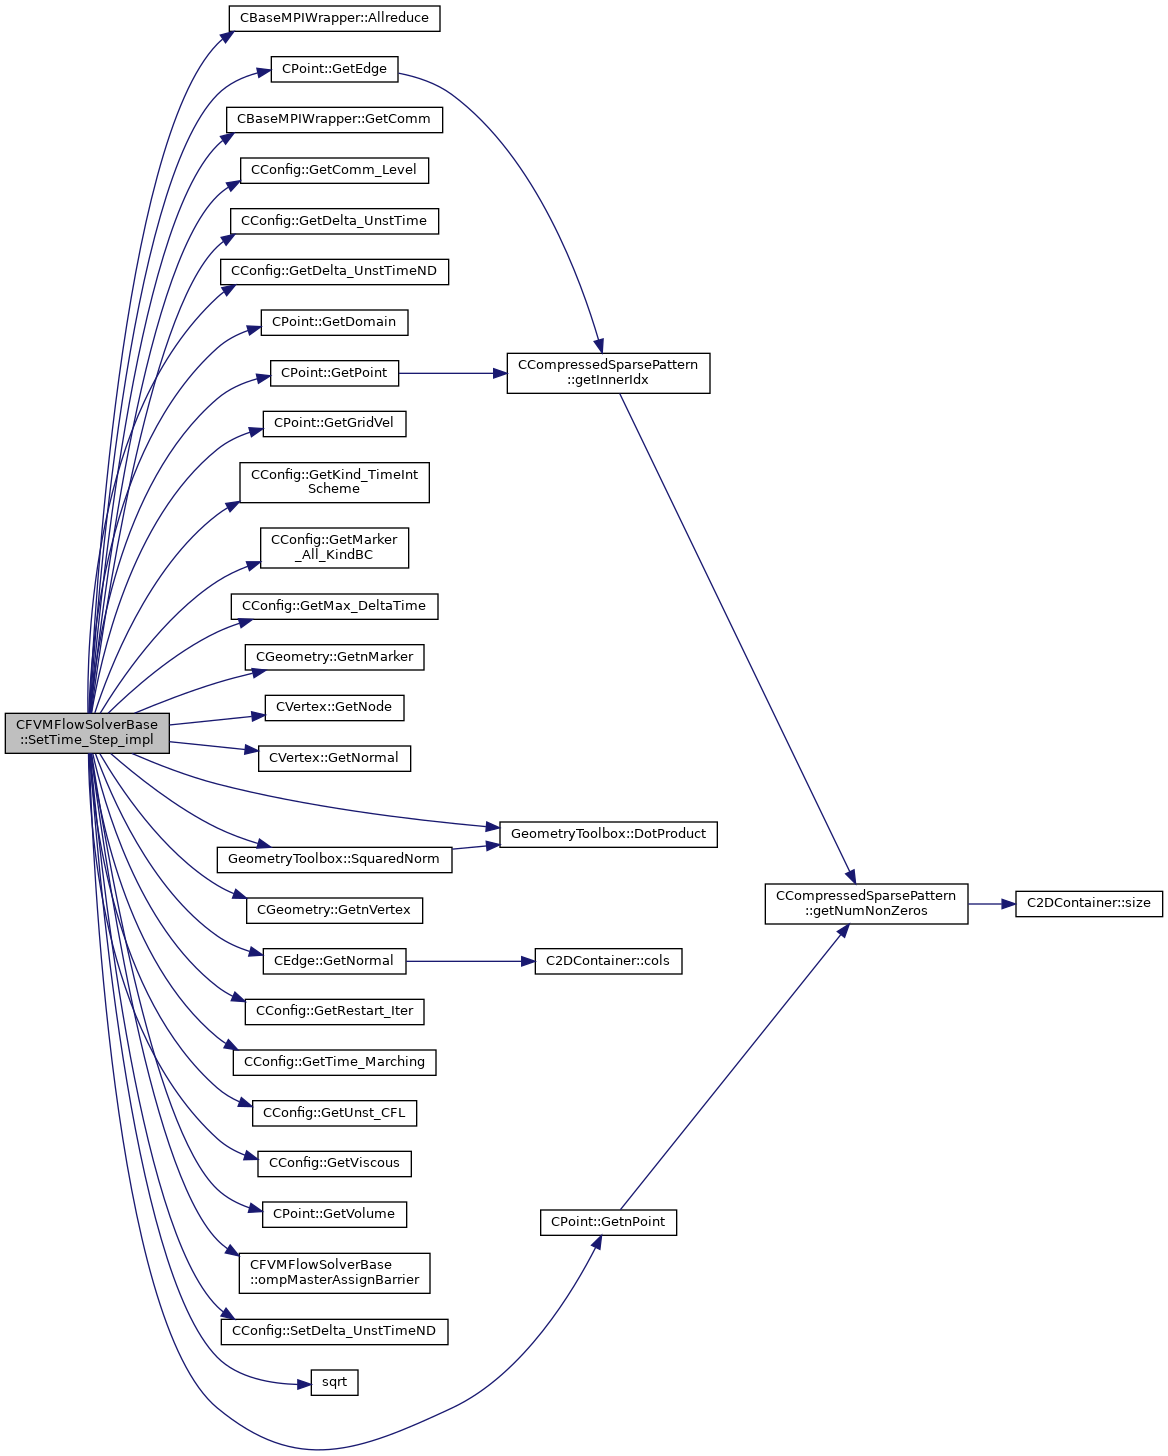 CBaseMPIWrapper::Allreduce
CPoint::GetEdge
CBaseMPIWrapper::GetComm
CConfig::GetComm_Level
CConfig::GetDelta_UnstTime
CConfig::GetDelta_UnstTimeND
CPoint::GetDomain
CCompressedSparsePattern
::getInnerIdx
CPoint::GetPoint
CPoint::GetGridVel
CConfig::GetKind_TimeInt
Scheme
CConfig::GetMarker
_All_KindBC
CConfig::GetMax_DeltaTime
CGeometry::GetnMarker
CVertex::GetNode
CFVMFlowSolverBase
::SetTime_Step_impl
CVertex::GetNormal
GeometryToolbox::DotProduct
GeometryToolbox::SquaredNorm
CCompressedSparsePattern
::getNumNonZeros
C2DContainer::size
CGeometry::GetnVertex
CEdge::GetNormal
C2DContainer::cols
CConfig::GetRestart_Iter
CConfig::GetTime_Marching
CConfig::GetUnst_CFL
CConfig::GetViscous
CPoint::GetVolume
CPoint::GetnPoint
CFVMFlowSolverBase
::ompMasterAssignBarrier
CConfig::SetDelta_UnstTimeND
sqrt